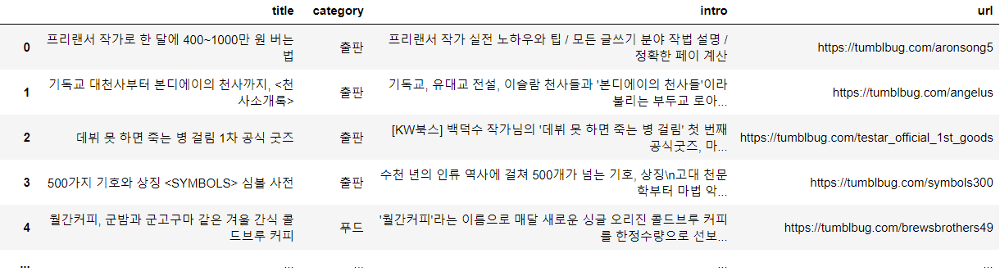 title category intro url
0 프리랜서 작가로 한 달에 400~1000만 원 버는 법 출판 프리랜서 작가 실전 노하우와 팁 / 모든 글쓰기 분야 작법 설명 / 정확한 페이 계산 https://tumblbug.com/aronsong5
1 기독교 대천사부터 본디에이의 천사까지, <천사소개록> 출판 기독교, 유대교 전설, 이슬람 천사들과 '본디에이의 천사들'이라 불리는 부두교 로아... https://tumblbug.com/angelus
2 데뷔 못 하면 죽는 병 걸림 1차 공식 굿즈 출판 [KW북스] 백덕수 작가님의 '데뷔 못 하면 죽는 병 걸림' 첫 번째 공식굿즈, 마... https://tumblbug.com/testar_official_1st_goods
3 500가지 기호와 상징 <SYMBOLS> 심볼 사전 출판 수천 년의 인류 역사에 걸쳐 500개가 넘는 기호, 상징\n고대 천문학부터 마법 악... https://tumblbug.com/symbols300
4 월간커피, 군밤과 군고구마 같은 겨울 간식 콜드브루 커피 푸드 '월간커피'라는 이름으로 매달 새로운 싱글 오리진 콜드브루 커피를 한정수량으로 선보... https://tumblbug.com/brewsbrothers49
... ... ... ... ...